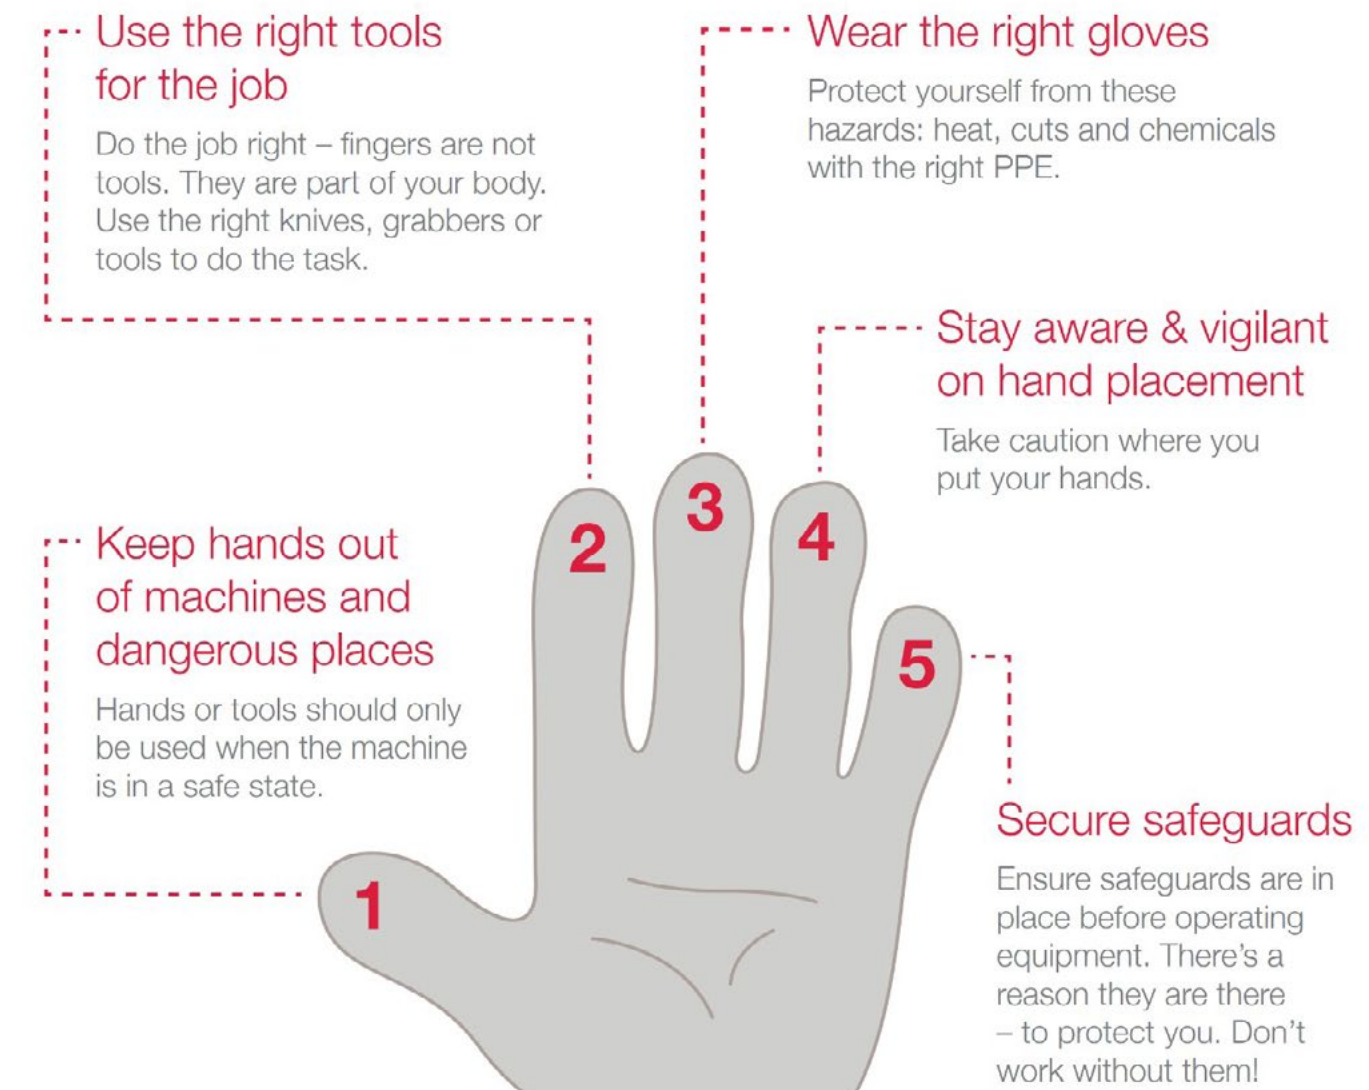 Use the right tools
for the job
Do the job right – fingers are not
tools. They are part of your body.
Use the right knives, grabbers or
tools to do the task.
Wear the right gloves
Protect yourself from these
hazards: heat, cuts and chemicals
with the right PPE.
Stay aware & vigilant
on hand placement
Take caution where you
put your hands.
Keep hands out
of machines and
dangerous places
Hands or tools should only
be used when the machine
is in a safe state.
1
2
3
4
5
Secure safeguards
Ensure safeguards are in
place before operating
equipment. There’s a
reason they are there
– to protect you. Don’t
work without them!